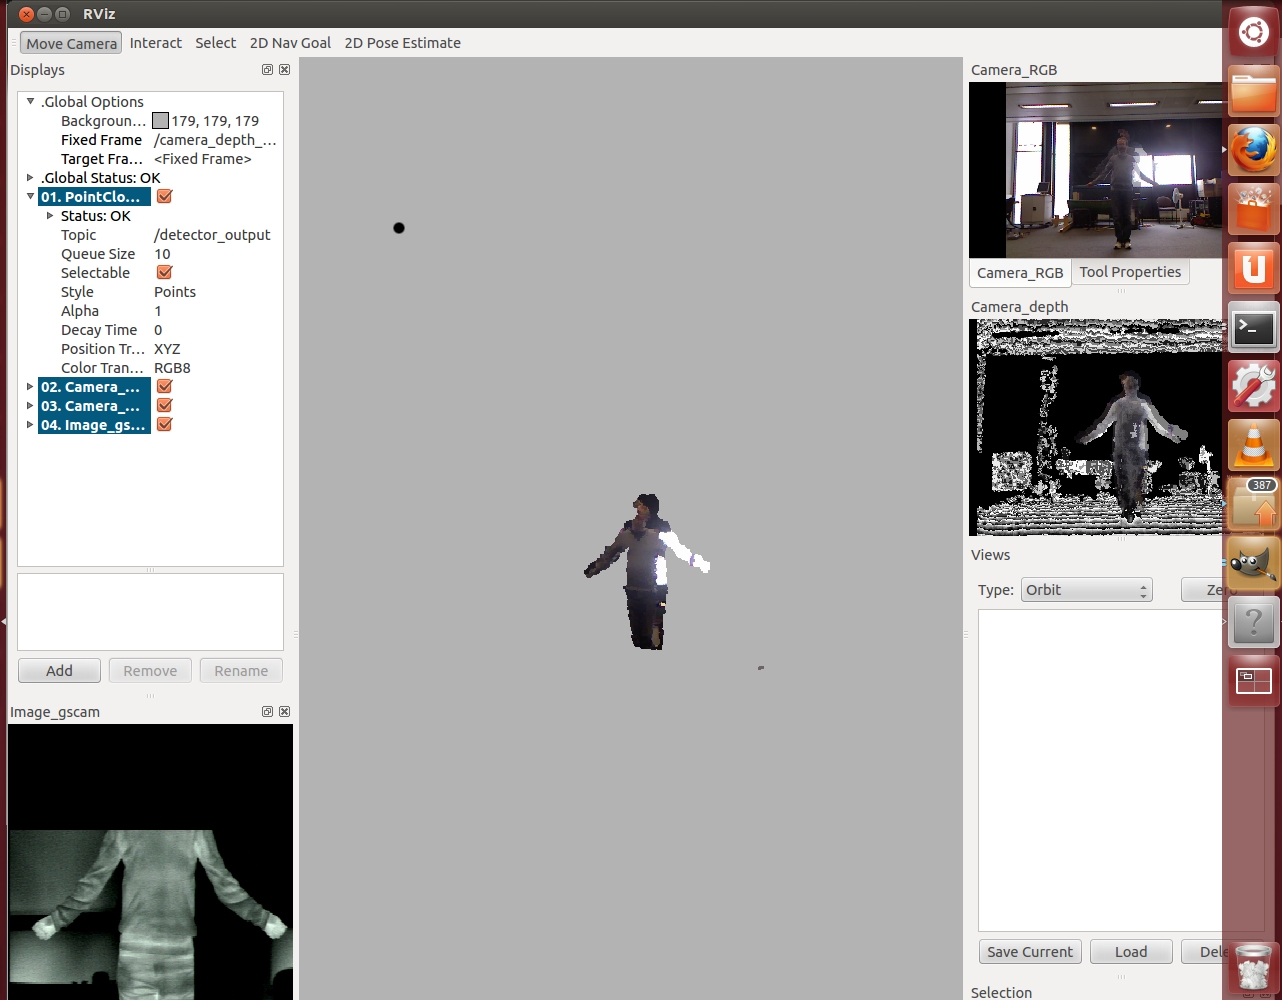 RViz
Move Camera Interact Select 2D Nav Goal 2D Pose Estimate
Displays
.Global Options
Backgroun... 179, 179, 179
Fixed Frame /camera_depth_...
Target Fra... <Fixed Frame>
.Global Status: OK
01. PointClo...
Status: OK
Topic /detector_output
Queue Size 10
Selectable
Style Points
Alpha 1
Decay Time 0
Position Tr... XYZ
Color Tran... RGB8
02. Camera_...
03. Camera_...
04. Image_gs...
Add Remove Rename
Image_gscam
Camera_RGB
Camera_RGB Tool Properties
Camera_depth
Views
Type: Orbit Zero
Save Current Load Dele
Selection
387